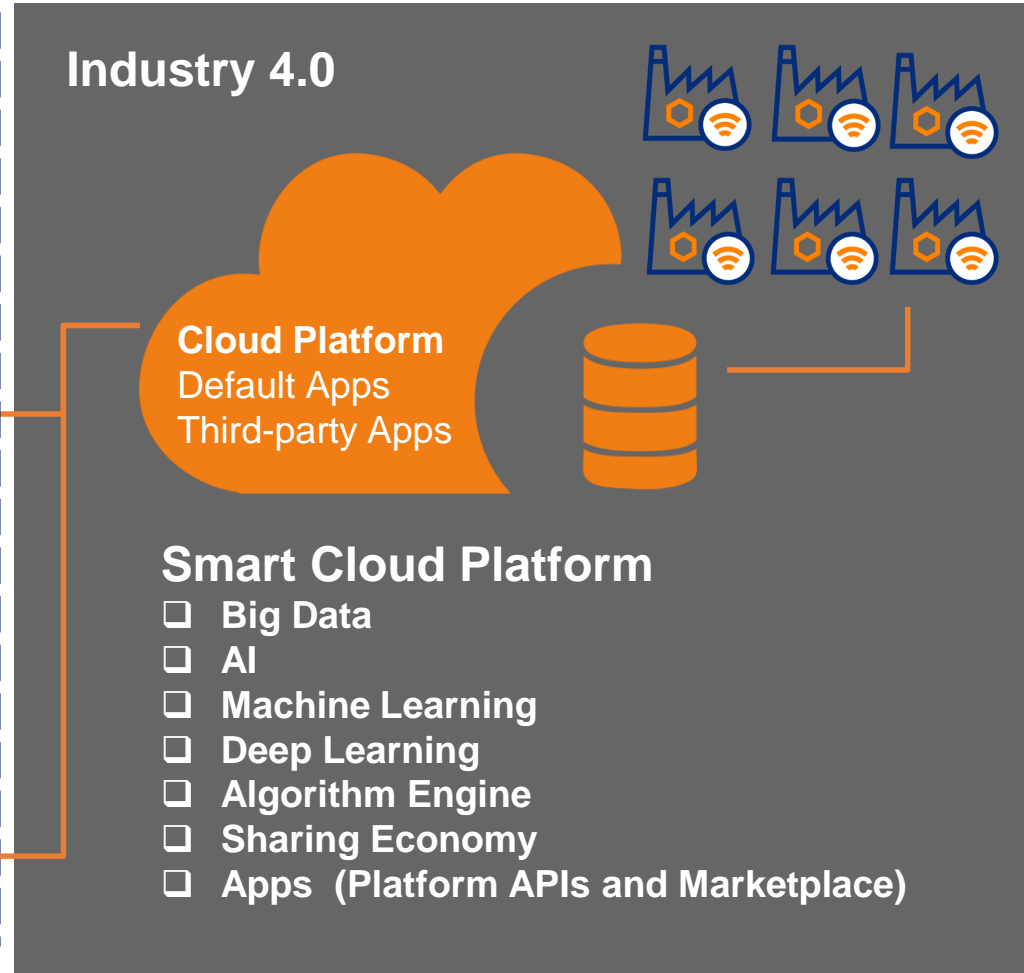 Industry 4.0
Cloud Platform
Default Apps
Third-party Apps
Smart Cloud Platform
❑ Big Data
❑ AI
❑ Machine Learning
❑ Deep Learning
❑ Algorithm Engine
❑ Sharing Economy
❑ Apps (Platform APIs and Marketplace)